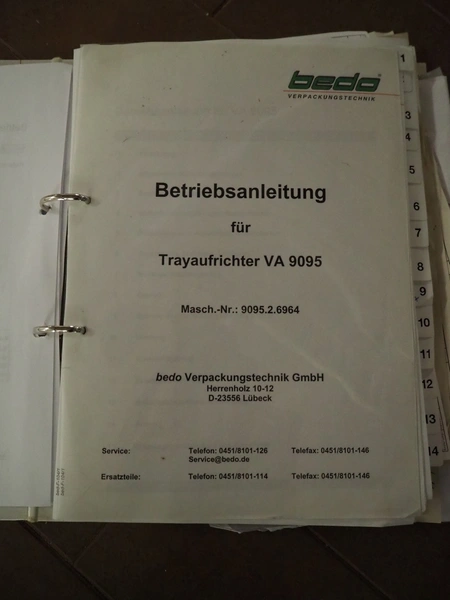 bedo
VERPACKUNGSTECHNIK
Betriebsanleitung
für
Trayaufrichter VA 9095
Masch.-Nr.: 9095.2.6964
bedo Verpackungstechnik GmbH
Herrenholz 10-12
D-23556 Lübeck
Service: Telefon: 0451/8101-126 Telefax: 0451/8101-146
Service@bedo.de
Ersatzteile: Telefon: 0451/8101-114 Telefax: 0451/8101-146
1
3
4
5
6
7
8
9
10
11
12
13
14